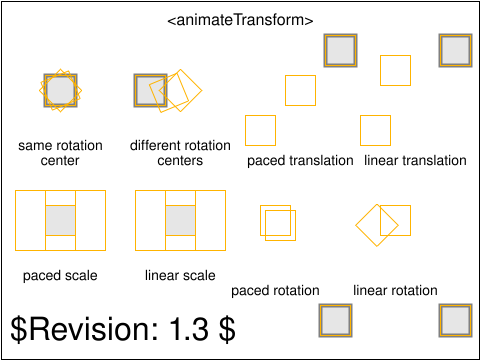 <animateTransform>
same rotation
center
different rotation
centers
paced translation
linear translation
paced scale
linear scale
paced rotation
linear rotation
$Revision: 1.3 $